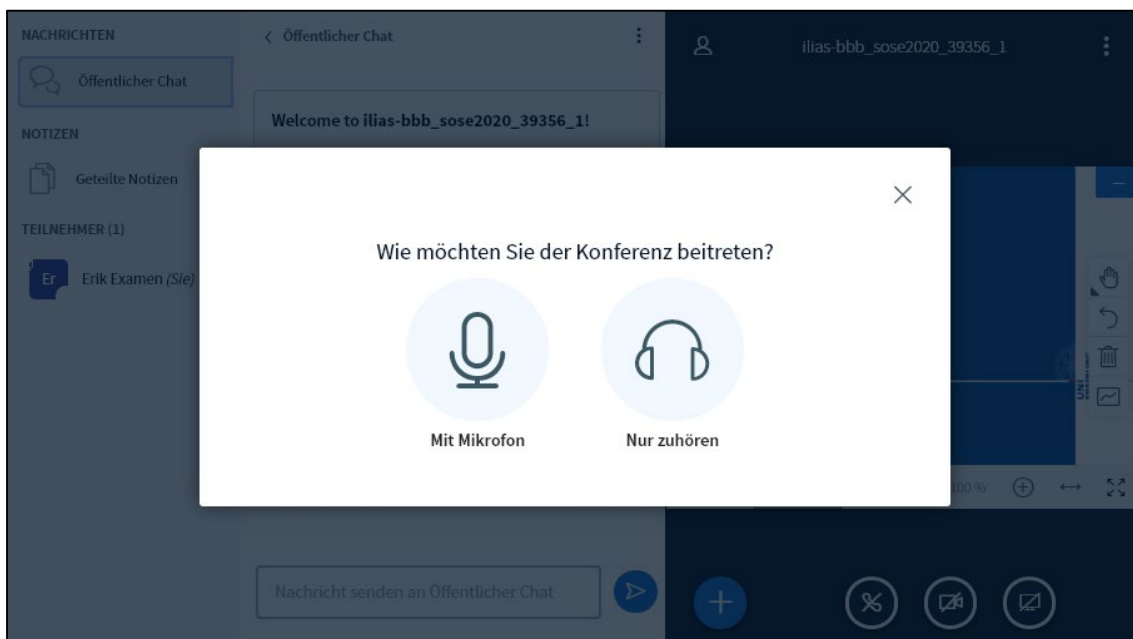 NACHRICHTEN
Öffentlicher Chat
NOTIZEN
Geteilte Notizen
TEILNEHMER (1)
Er
Erik Examen (Sie)
Öffentlicher Chat
Welcome to ilias-bbb_sose2020_39356_1!
Nachricht senden an Öffentlicher Chat
ilias-bbb_sose2020_39356_1
Wie möchten Sie der Konferenz beitreten?
Mit Mikrofon
Nur zuhören
UNI
100 %